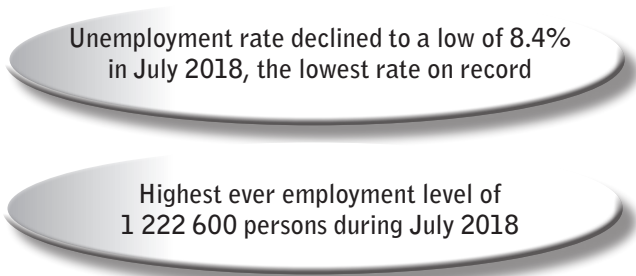 Unemployment rate declined to a low of 8.4%
in July 2018, the lowest rate on record
Highest ever employment level of
1 222 600 persons during July 2018